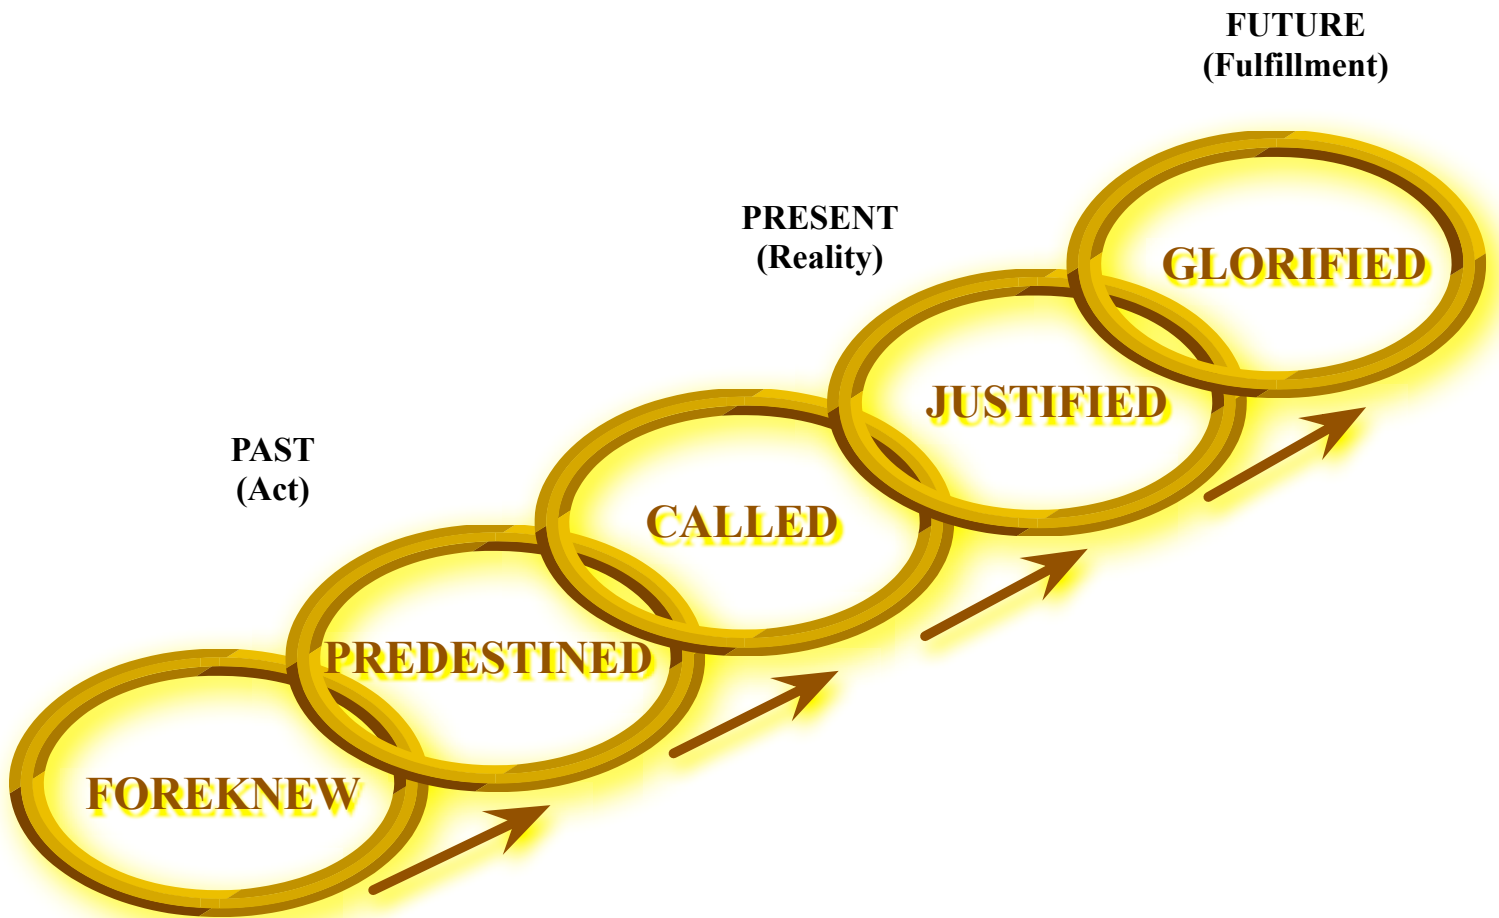 FUTURE
(Fulfillment)
PRESENT
(Reality)
GLORIFIED
JUSTIFIED
PAST
(Act)
CALLED
PREDESTINED
FOREKNEW